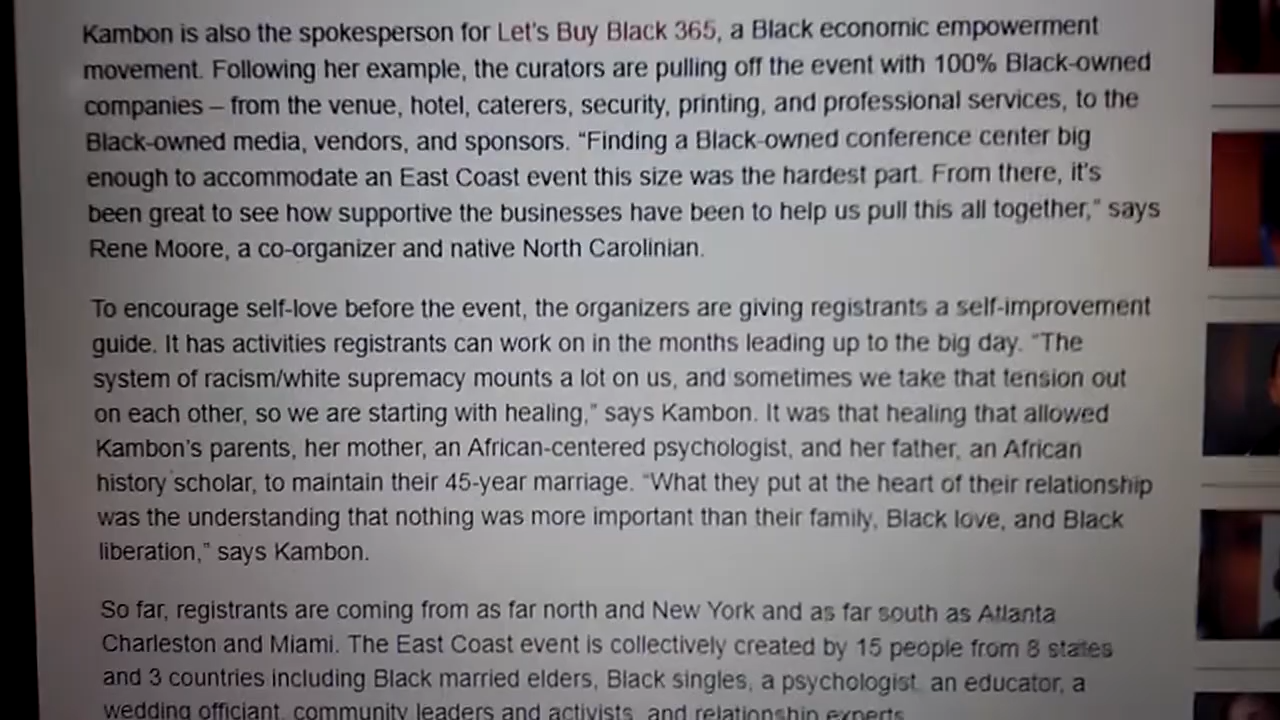 Kambon is also the spokesperson for Let's Buy Black 365, a Black economic empowerment
movement. Following her example, the curators are pulling off the event with 100% Black-owned
companies – from the venue, hotel, caterers, security, printing, and professional services, to the
Black-owned media, vendors, and sponsors. “Finding a Black-owned conference center big
enough to accommodate an East Coast event this size was the hardest part. From there, it's
been great to see how supportive the businesses have been to help us pull this all together,” says
Rene Moore, a co-organizer and native North Carolinian.
To encourage self-love before the event, the organizers are giving registrants a self-improvement
guide. It has activities registrants can work on in the months leading up to the big day. “The
system of racism/white supremacy mounts a lot on us, and sometimes we take that tension out
on each other, so we are starting with healing,” says Kambon. It was that healing that allowed
Kambon’s parents, her mother, an African-centered psychologist, and her father, an African
history scholar, to maintain their 45-year marriage. “What they put at the heart of their relationship
was the understanding that nothing was more important than their family, Black love, and Black
liberation,” says Kambon.
So far, registrants are coming from as far north and New York and as far south as Atlanta
Charleston and Miami. The East Coast event is collectively created by 15 people from 8 states
and 3 countries including Black married elders, Black singles, a psychologist, an educator, a
wedding officiant, community leaders and activists, and relationship experts.